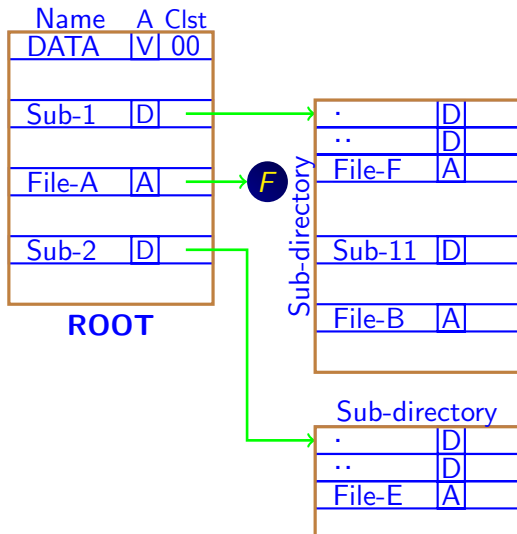 Name A Clst
DATA V 00
Sub-1 D
File-A A
F
Sub-2 D
ROOT
Sub-directory
. D
.. D
File-F A
Sub-11 D
File-B A
Sub-directory
. D
.. D
File-E A